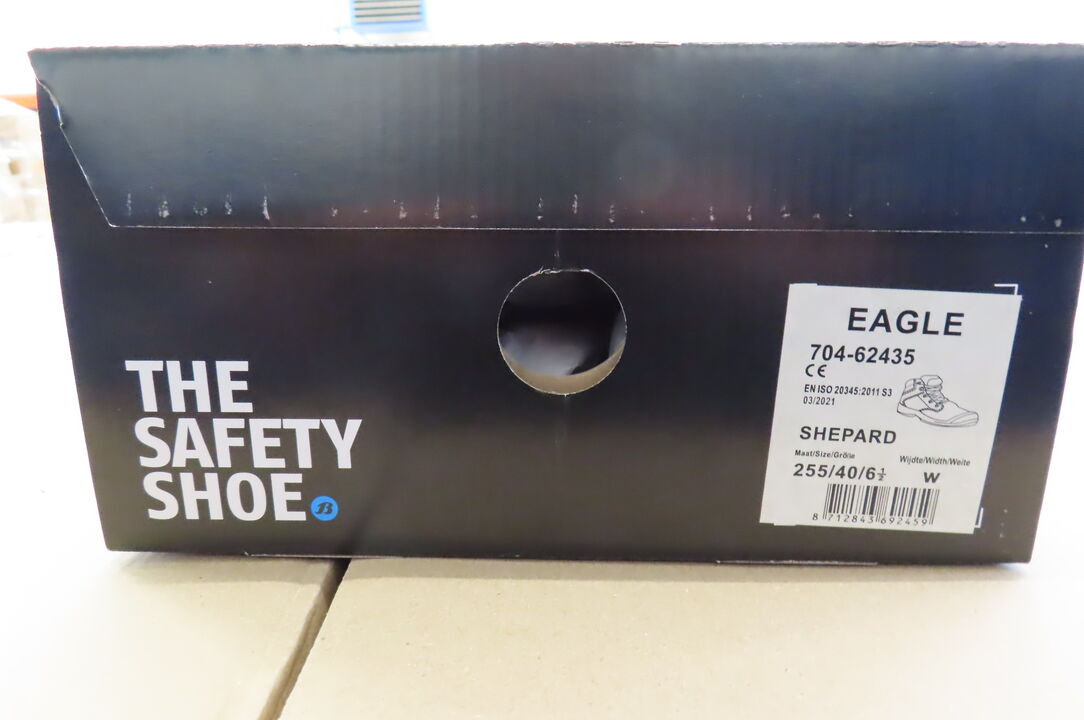 THE
SAFETY
SHOE
B
EAGLE
704-62435
CE
EN ISO 20345:2011 S3
03/2021
SHEPARD
Maat/Size/Größe
Wijdte/Width/Weite
255/40/6½
W
8 712843 692459